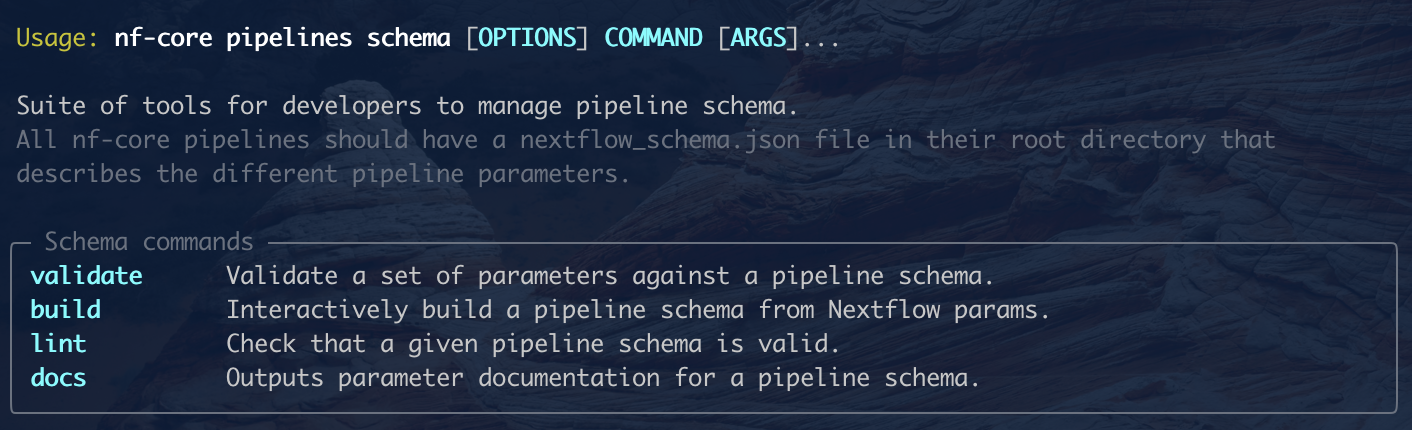 Usage: nf-core pipelines schema [OPTIONS] COMMAND [ARGS]...
Suite of tools for developers to manage pipeline schema.
All nf-core pipelines should have a nextflow_schema.json file in their root directory that
describes the different pipeline parameters.
Schema commands
validate Validate a set of parameters against a pipeline schema.
build Interactively build a pipeline schema from Nextflow params.
lint Check that a given pipeline schema is valid.
docs Outputs parameter documentation for a pipeline schema.